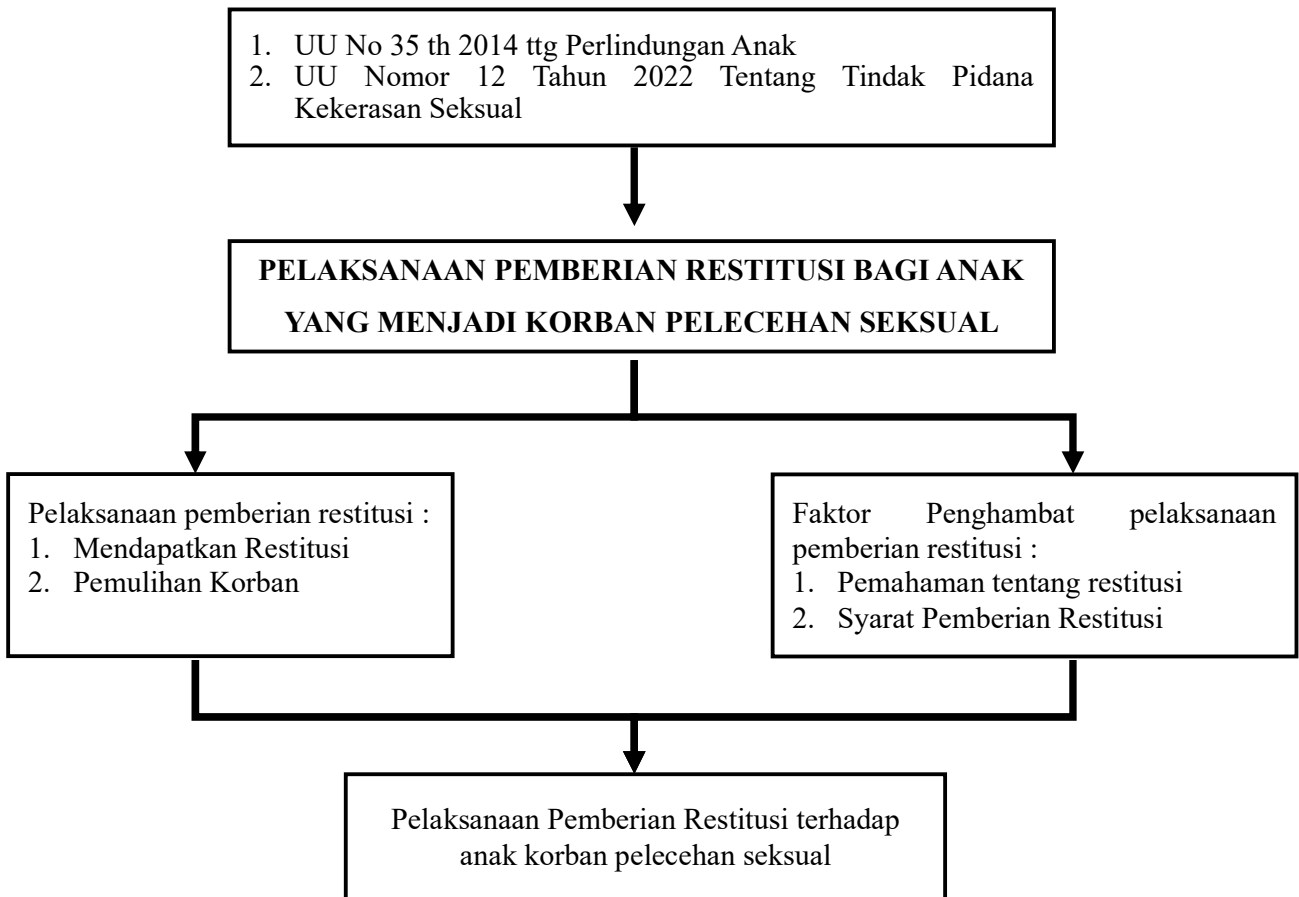 1. UU No 35 th 2014 ttg Perlindungan Anak
2. UU Nomor 12 Tahun 2022 Tentang Tindak Pidana
Kekerasan Seksual
PELAKSANAAN PEMBERIAN RESTITUSI BAGI ANAK
YANG MENJADI KORBAN PELECEHAN SEKSUAL
Pelaksanaan pemberian restitusi :
1. Mendapatkan Restitusi
2. Pemulihan Korban
Faktor Penghambat pelaksanaan
pemberian restitusi :
1. Pemahaman tentang restitusi
2. Syarat Pemberian Restitusi
Pelaksanaan Pemberian Restitusi terhadap
anak korban pelecehan seksual